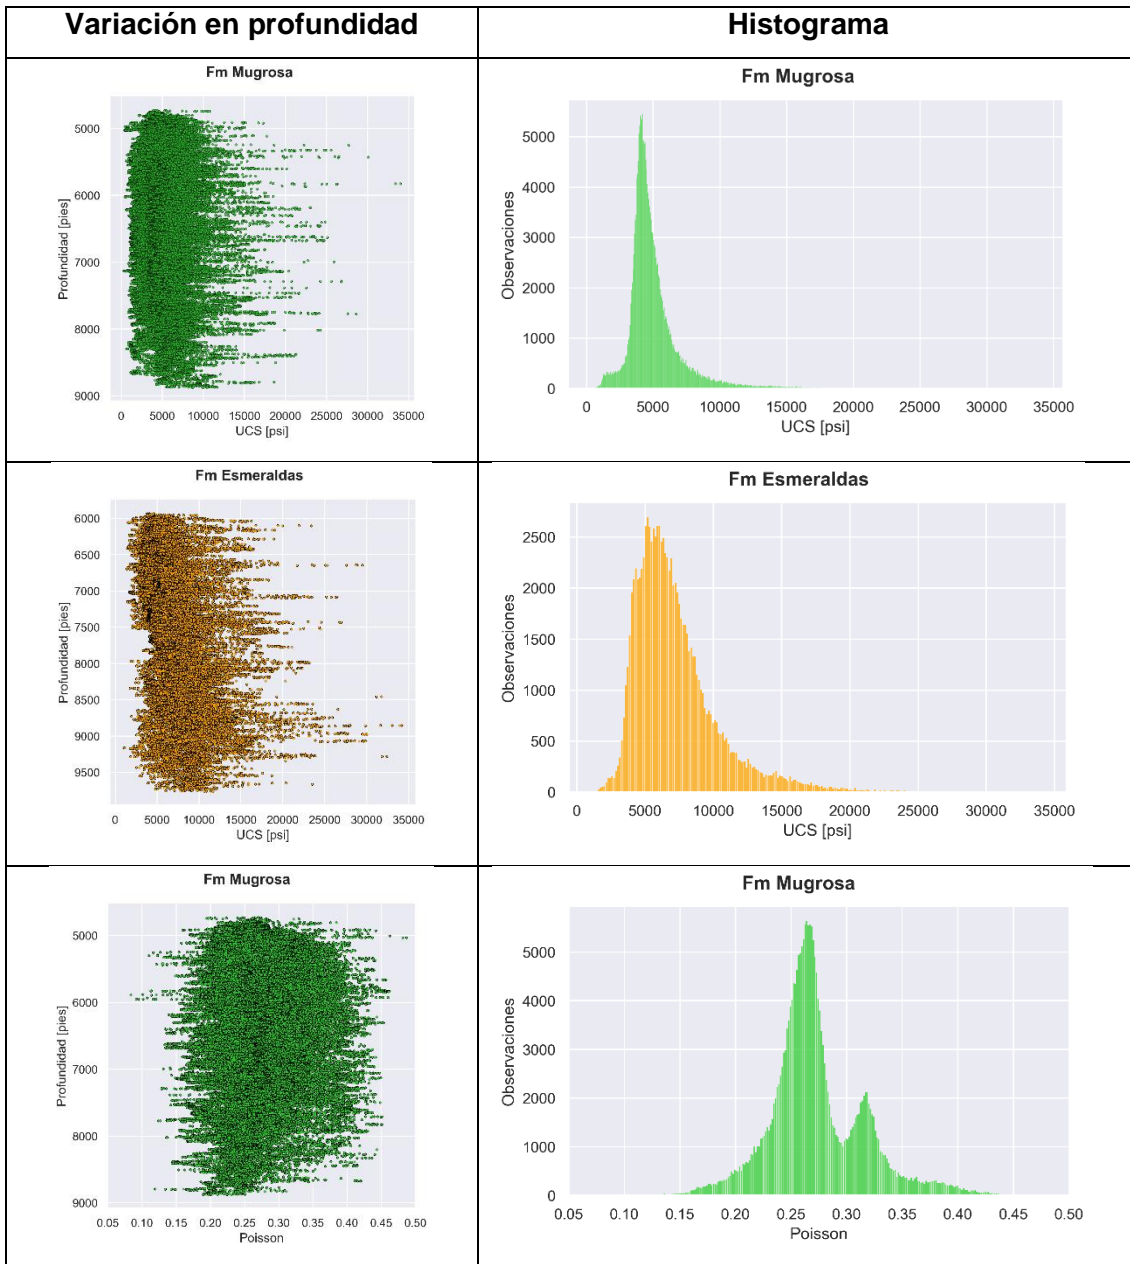 Variación en profundidad
Histograma
Fm Mugrosa
5000
6000
7000
8000
9000
Profundidad [pies]
0 5000 10000 15000 20000 25000 30000 35000
UCS [psi]
Fm Mugrosa
5000
4000
3000
2000
1000
0
Observaciones
0 5000 10000 15000 20000 25000 30000 35000
UCS [psi]
Fm Esmeraldas
6000
6500
7000
7500
8000
8500
9000
9500
Profundidad [pies]
0 5000 10000 15000 20000 25000 30000 35000
UCS [psi]
Fm Esmeraldas
2500
2000
1500
1000
500
0
Observaciones
0 5000 10000 15000 20000 25000 30000 35000
UCS [psi]
Fm Mugrosa
5000
6000
7000
8000
9000
Profundidad [pies]
0.05 0.10 0.15 0.20 0.25 0.30 0.35 0.40 0.45 0.50
Poisson
Fm Mugrosa
5000
4000
3000
2000
1000
0
Observaciones
0.05 0.10 0.15 0.20 0.25 0.30 0.35 0.40 0.45 0.50
Poisson